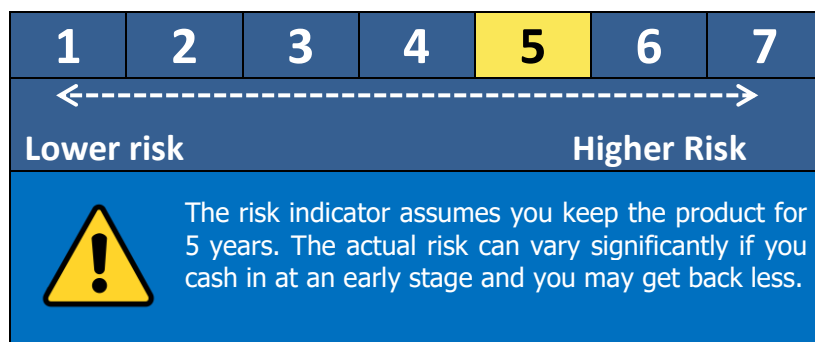 1 2 3 4 5 6 7
Lower risk Higher Risk
The risk indicator assumes you keep the product for
5 years. The actual risk can vary significantly if you
cash in at an early stage and you may get back less.